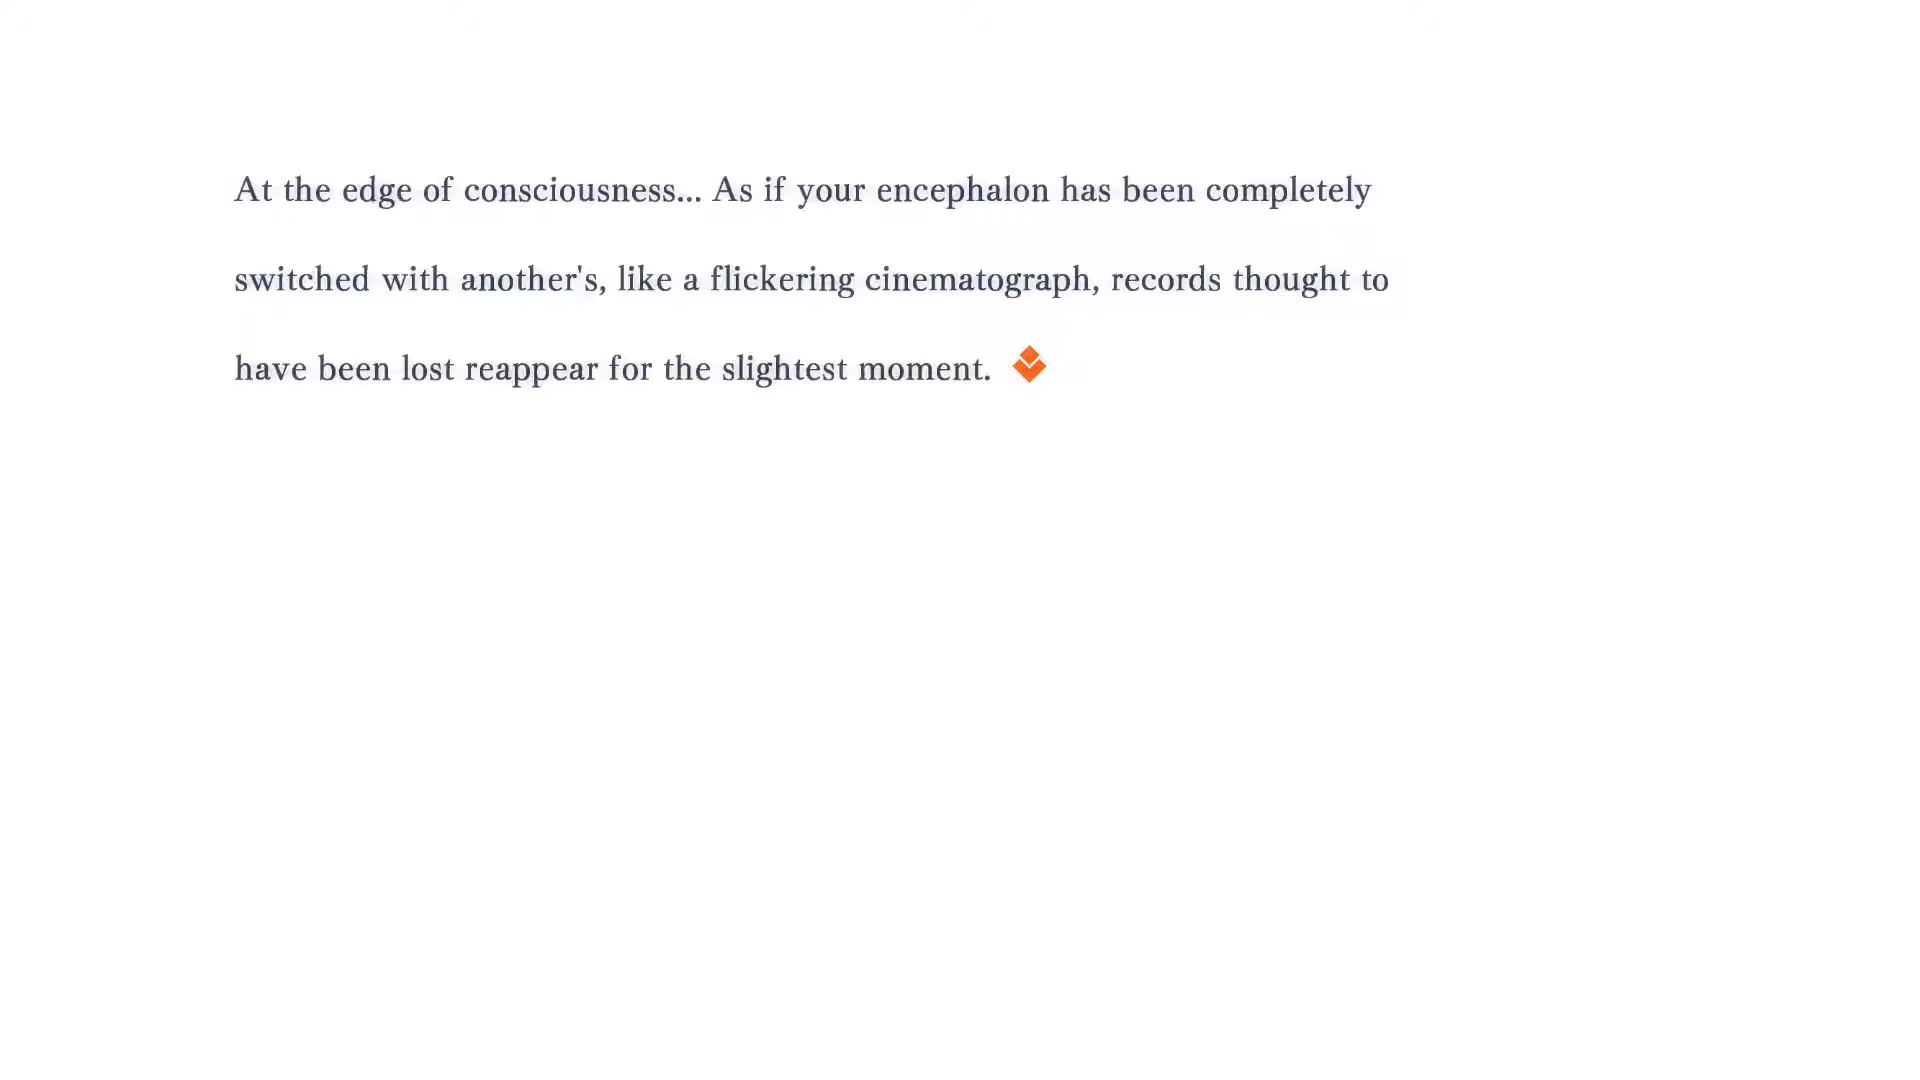 At the edge of consciousness... As if your encephalon has been completely
switched with another's, like a flickering cinematograph, records thought to
have been lost reappear for the slightest moment.